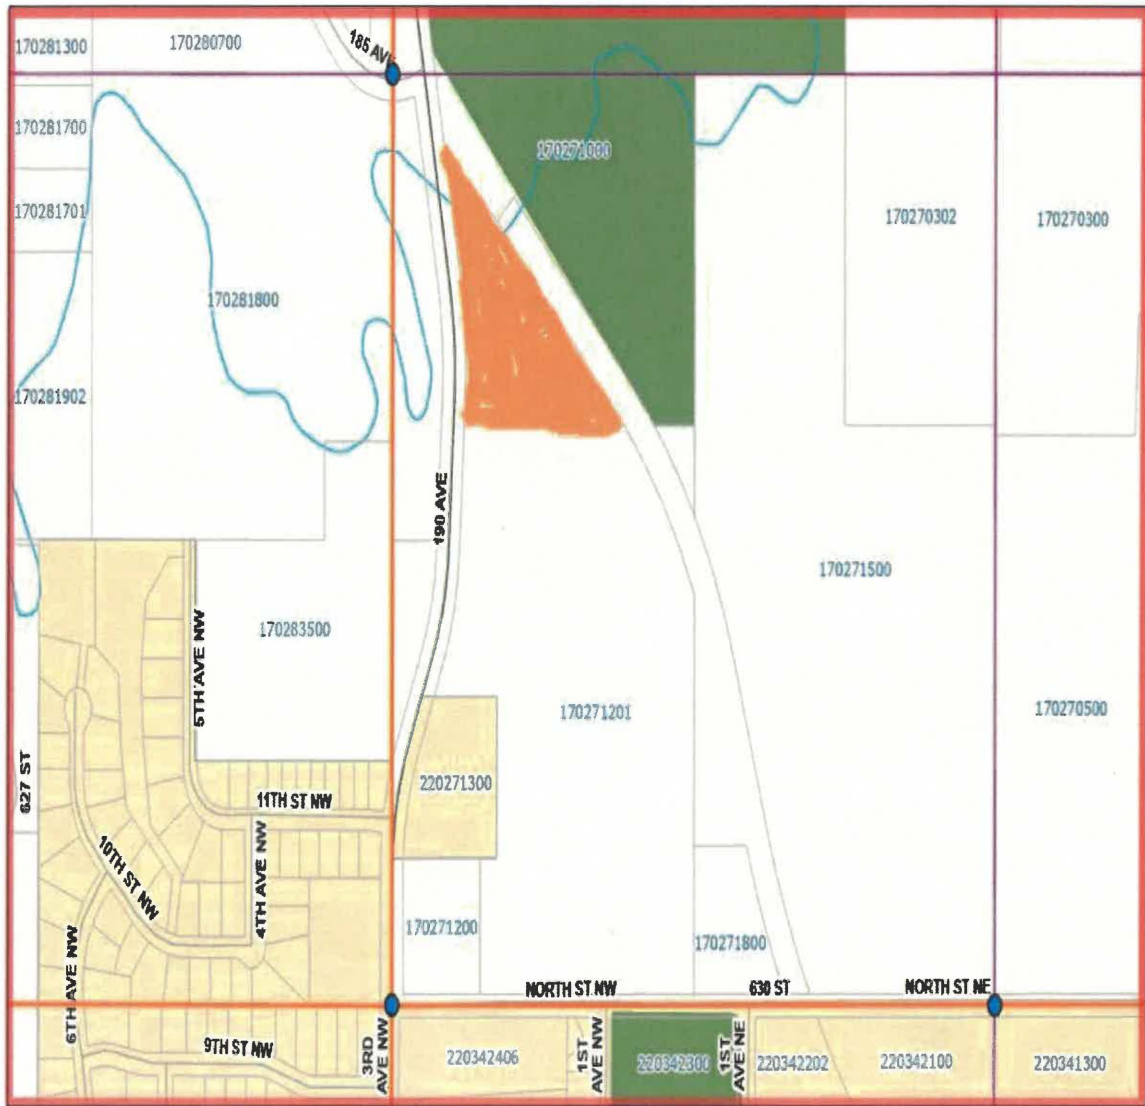 170281300
170280700
185 AVE
170281700
170271000
170281701
170270302
170270300
170281800
170281902
190 AVE
170271500
5TH AVE NW
170283500
170271201
170270500
627 ST
220271300
11TH ST NW
10TH ST NW
4TH AVE NW
170271200
170271800
6TH AVE NW
NORTH ST NW
630 ST
NORTH ST NE
9TH ST NW
3RD
AVE NW
220342406
1ST
AVE NW
220342300
1ST
AVE NE
220342202
220342100
220341300